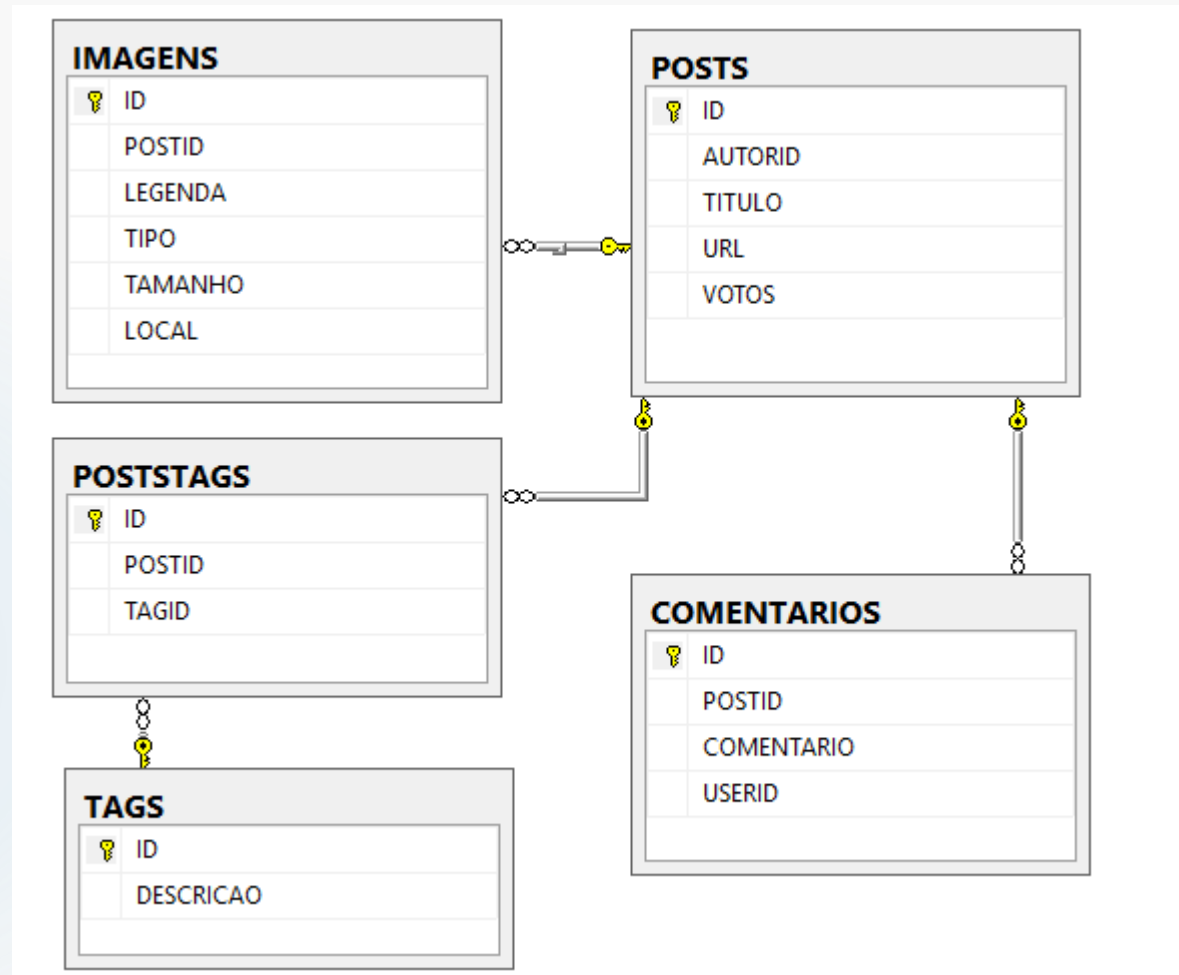 IMAGENS
ID
POSTID
LEGENDA
TIPO
TAMANHO
LOCAL
POSTS
ID
AUTORID
TITULO
URL
VOTOS
POSTSTAGS
ID
POSTID
TAGID
COMENTARIOS
ID
POSTID
COMENTARIO
USERID
TAGS
ID
DESCRICAO